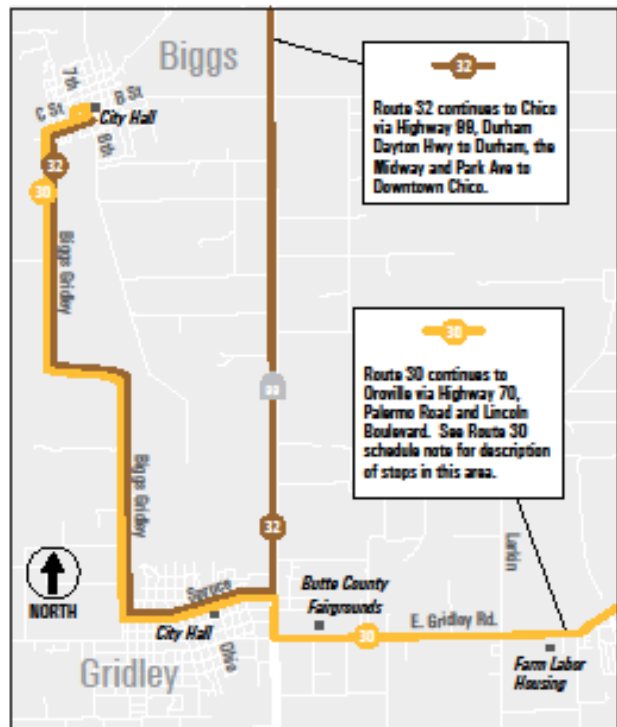 Biggs
7th
C St
B St
City Hall
8th
32
30
Biggs Gridley
32
Route 32 continues to Chico
via Highway 99, Durham
Dayton Hwy to Durham, the
Midway and Park Ave to
Downtown Chico.
30
Route 30 continues to
Oroville via Highway 70,
Palermo Road and Lincoln
Boulevard. See Route 30
schedule note for description
of stops in this area.
99
Biggs Gridley
32
Larkin
NORTH
Spruce
City Hall
Ohio
Gridley
Butte County
Fairgrounds
30
E. Gridley Rd.
Farm Labor
Housing